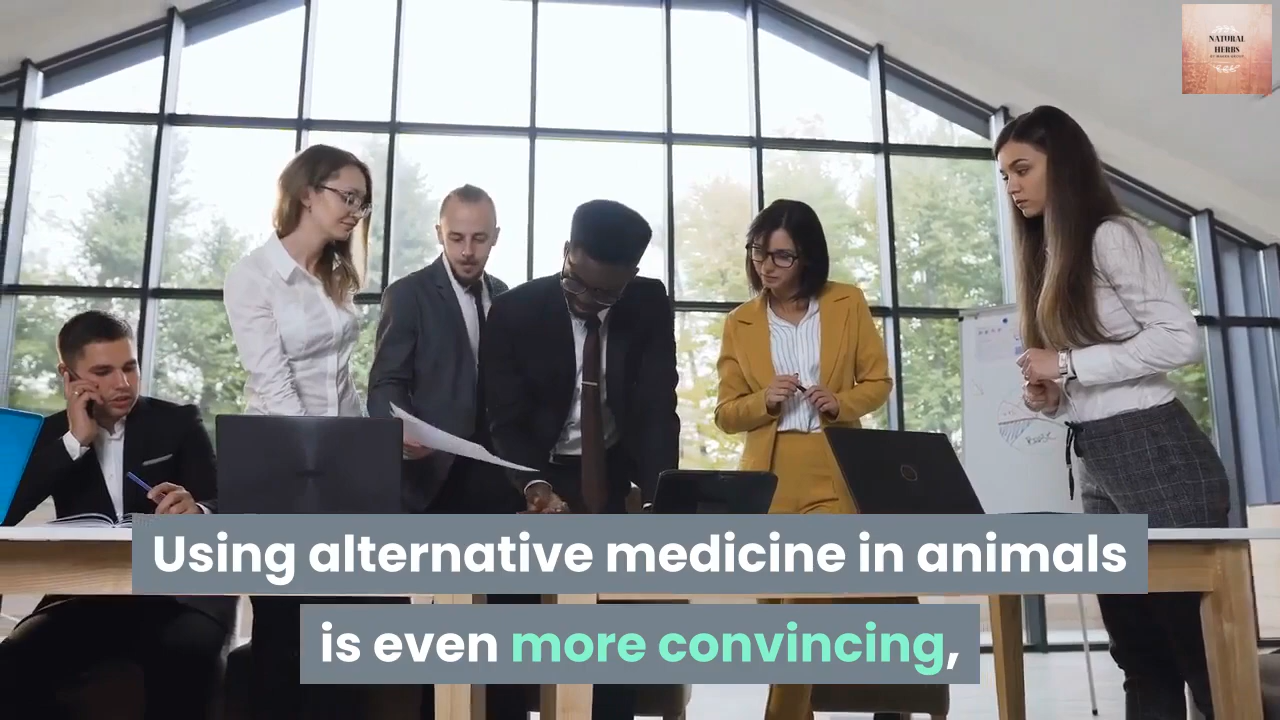 NATURAL
HERBS
Using alternative medicine in animals
is even more convincing,